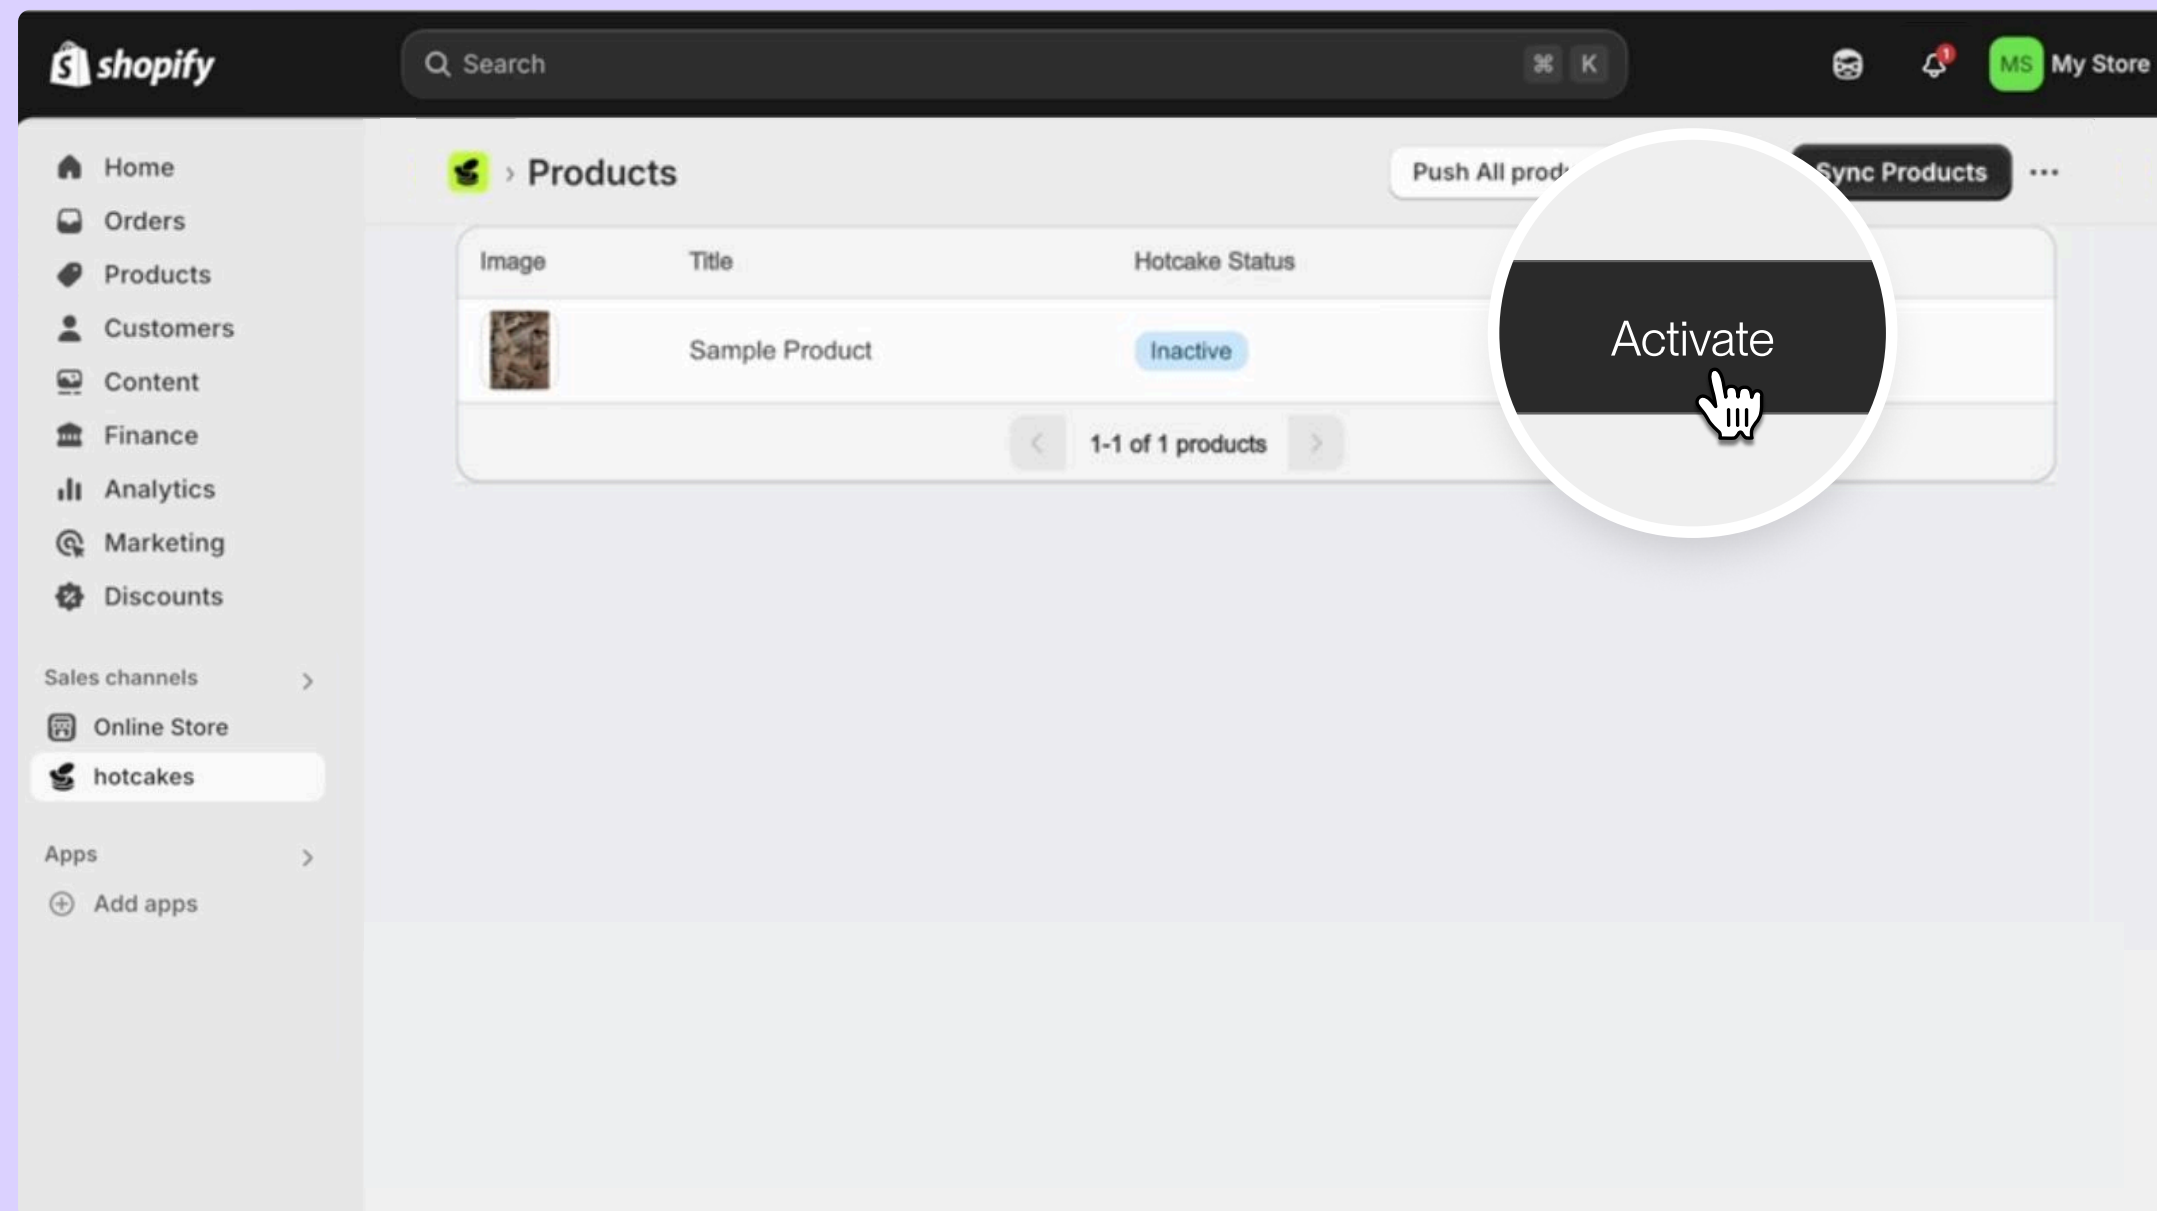 shopify
Search
⌘ K
1
MS
My Store
Home
Orders
Products
Customers
Content
Finance
Analytics
Marketing
Discounts
Sales channels
Online Store
hotcakes
Apps
Add apps
Products
Push All
Sync Products
Image
Title
Hotcake Status
Sample Product
Inactive
Activate
1-1 of 1 products